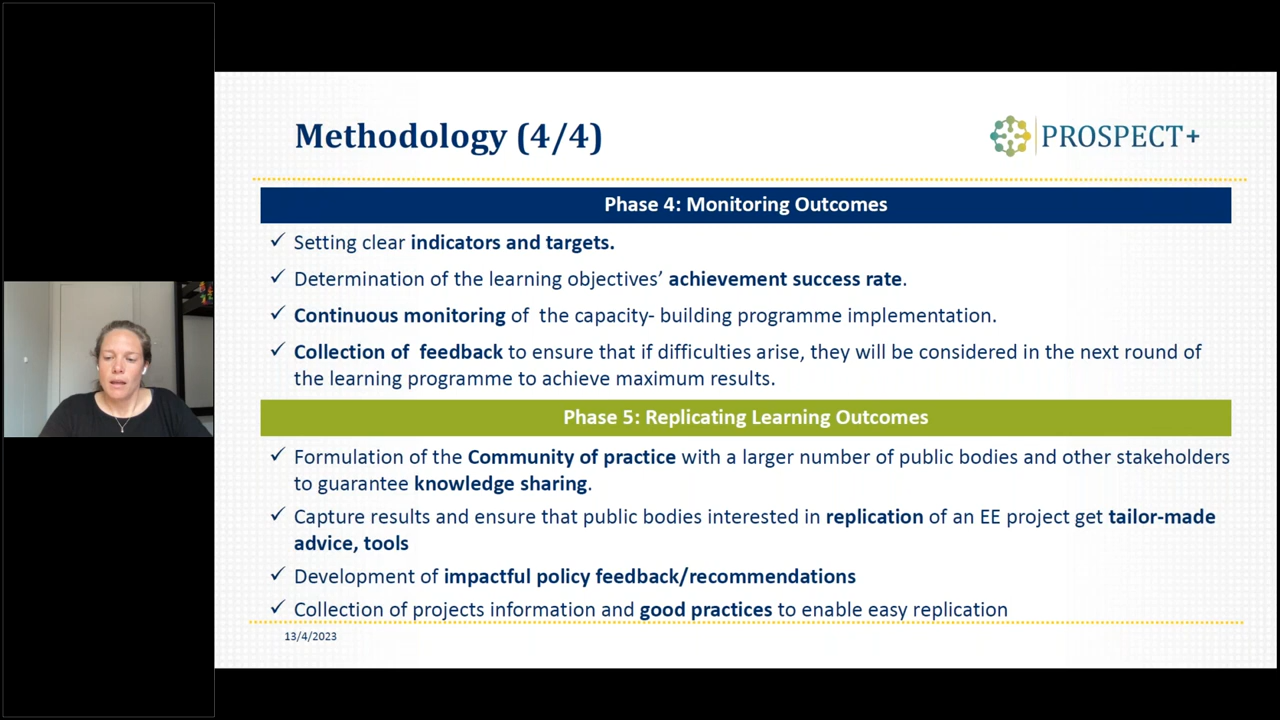 Methodology (4/4)
PROSPECT+
Phase 4: Monitoring Outcomes
✓ Setting clear indicators and targets.
✓ Determination of the learning objectives’ achievement success rate.
✓ Continuous monitoring of the capacity- building programme implementation.
✓ Collection of feedback to ensure that if difficulties arise, they will be considered in the next round of
the learning programme to achieve maximum results.
Phase 5: Replicating Learning Outcomes
✓ Formulation of the Community of practice with a larger number of public bodies and other stakeholders
to guarantee knowledge sharing.
✓ Capture results and ensure that public bodies interested in replication of an EE project get tailor-made
advice, tools
✓ Development of impactful policy feedback/recommendations
✓ Collection of projects information and good practices to enable easy replication
13/4/2023